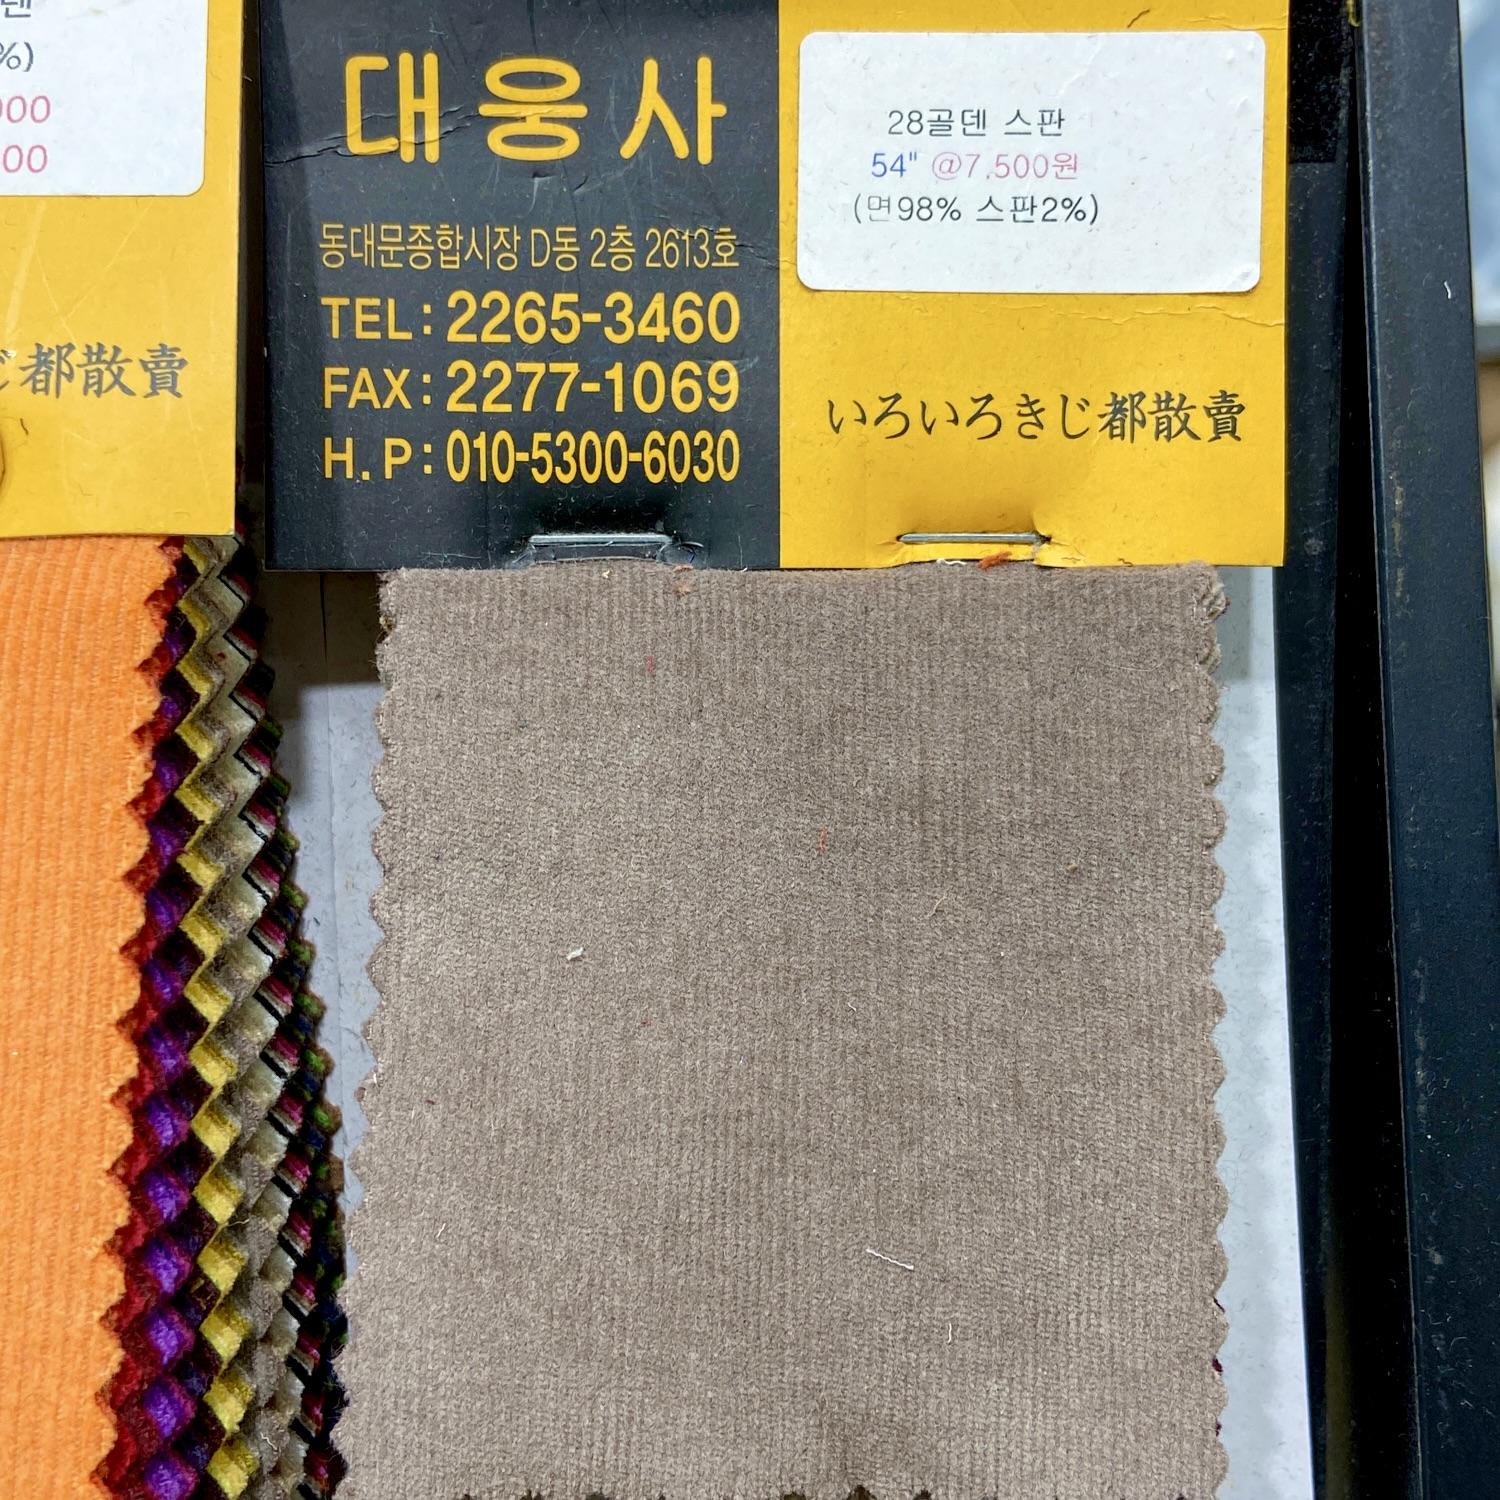 덴
%)
000
00
じ都散賣
대웅사
동대문종합시장 D동 2층 2613호
TEL: 2265-3460
FAX: 2277-1069
H.P: 010-5300-6030
28골덴 스판
54" @7,500원
(면98% 스판2%)
いろいろきじ都散賣